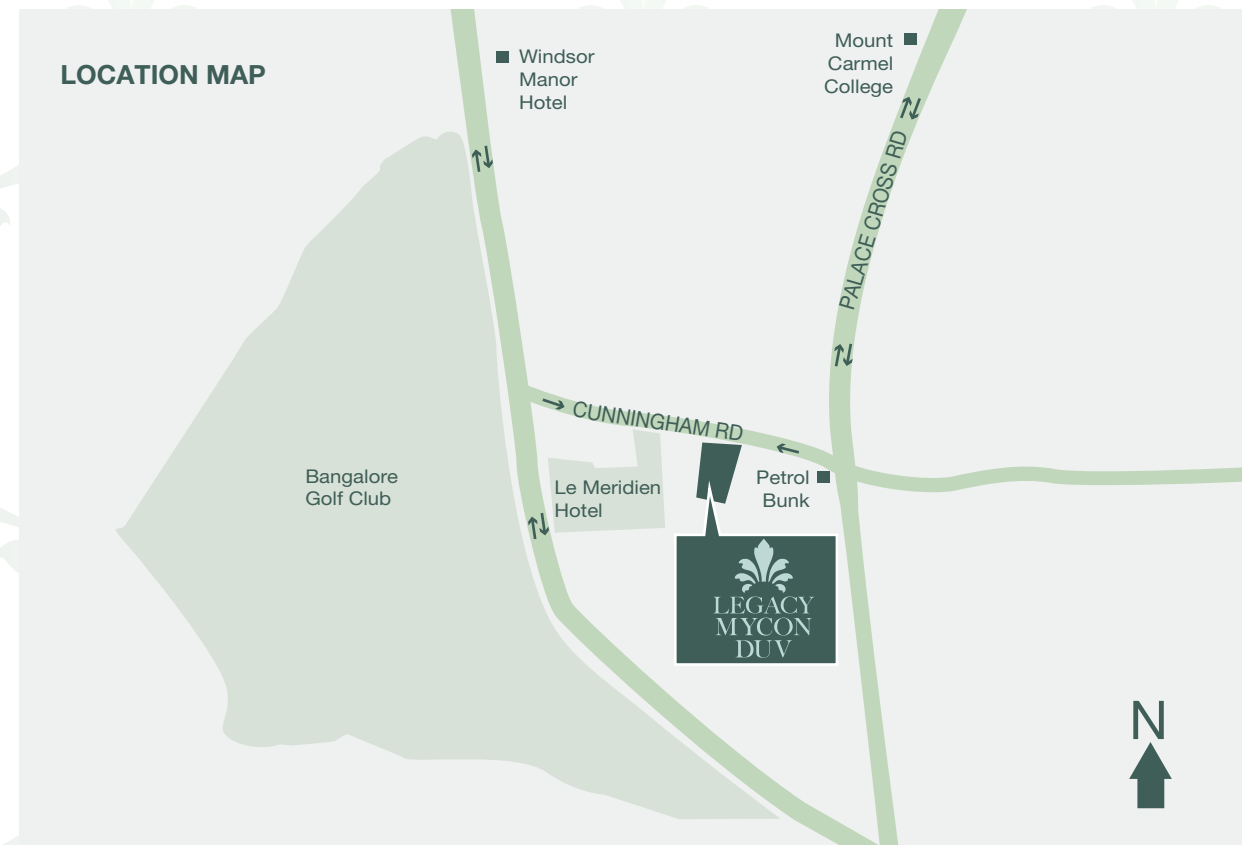 LOCATION MAP
Windsor
Manor
Hotel
Mount
Carmel
College
PALACE CROSS RD
CUNNINGHAM RD
Bangalore
Golf Club
Le Meridien
Hotel
Petrol
Bunk
LEGACY
MYCON
DUV
N